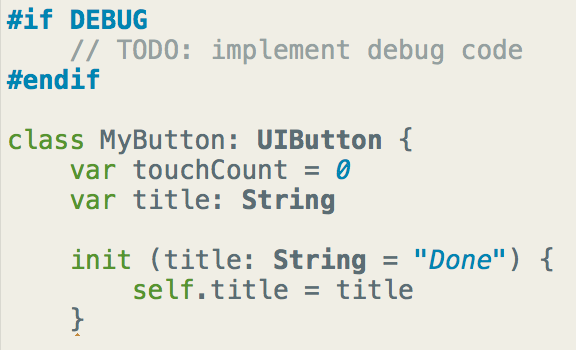 #if DEBUG
    // TODO: implement debug code
#endif

class MyButton: UIButton {
    var touchCount = 0
    var title: String

    init (title: String = "Done") {
        self.title = title
    }